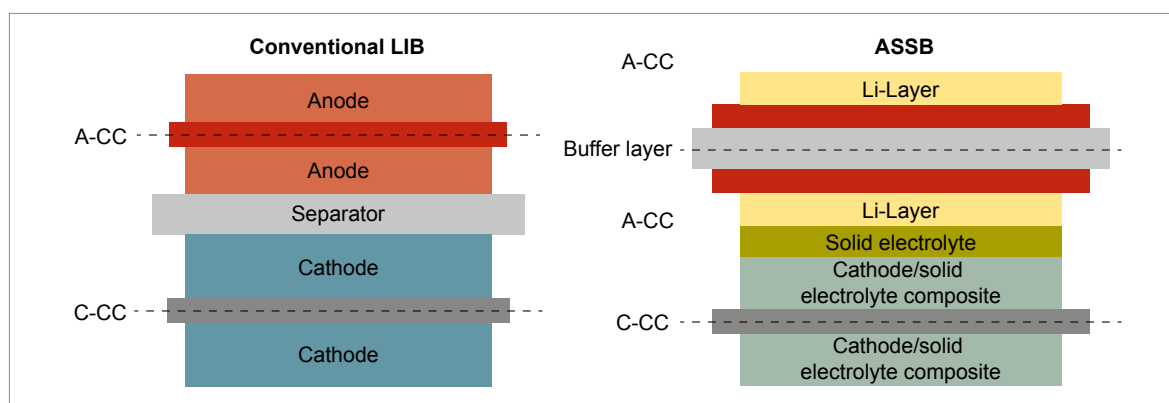 Conventional LIB
Anode
A-CC
Anode
Separator
Cathode
C-CC
Cathode
ASSB
A-CC
Li-Layer
Buffer layer
A-CC
Li-Layer
Solid electrolyte
Cathode/solid
electrolyte composite
C-CC
Cathode/solid
electrolyte composite